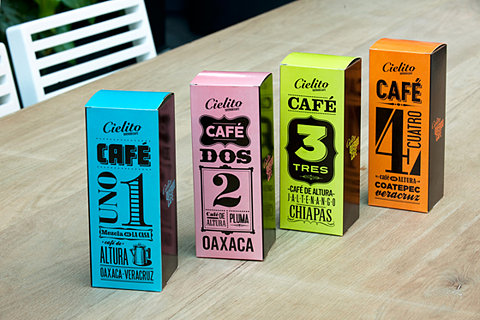 Cielito
CAFÉ
UNO
1
Mezcla DE LA CASA
café de
ALTURA
OAXACA-VERACRUZ
Cielito
CAFÉ
DOS
2
Café DE
ALTURA
PLUMA
OAXACA
Cielito
CAFÉ
3
TRES
-CAFÉ DE ALTURA-
JALTENANGO
CHIAPAS
Cielito
CAFÉ
4
CUATRO
café DE ALTURA
COATEPEC
veracruz